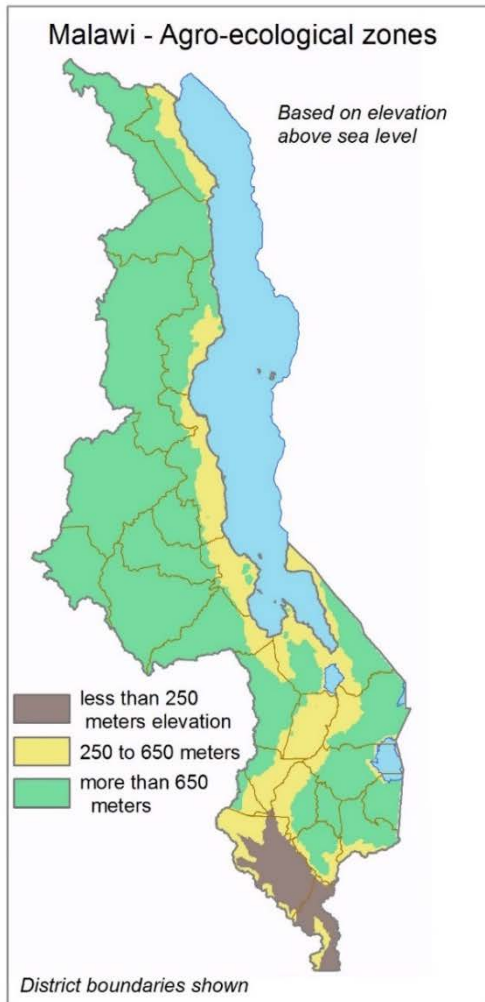 Malawi - Agro-ecological zones
Based on elevation
above sea level
less than 250
meters elevation
250 to 650 meters
more than 650
meters
District boundaries shown